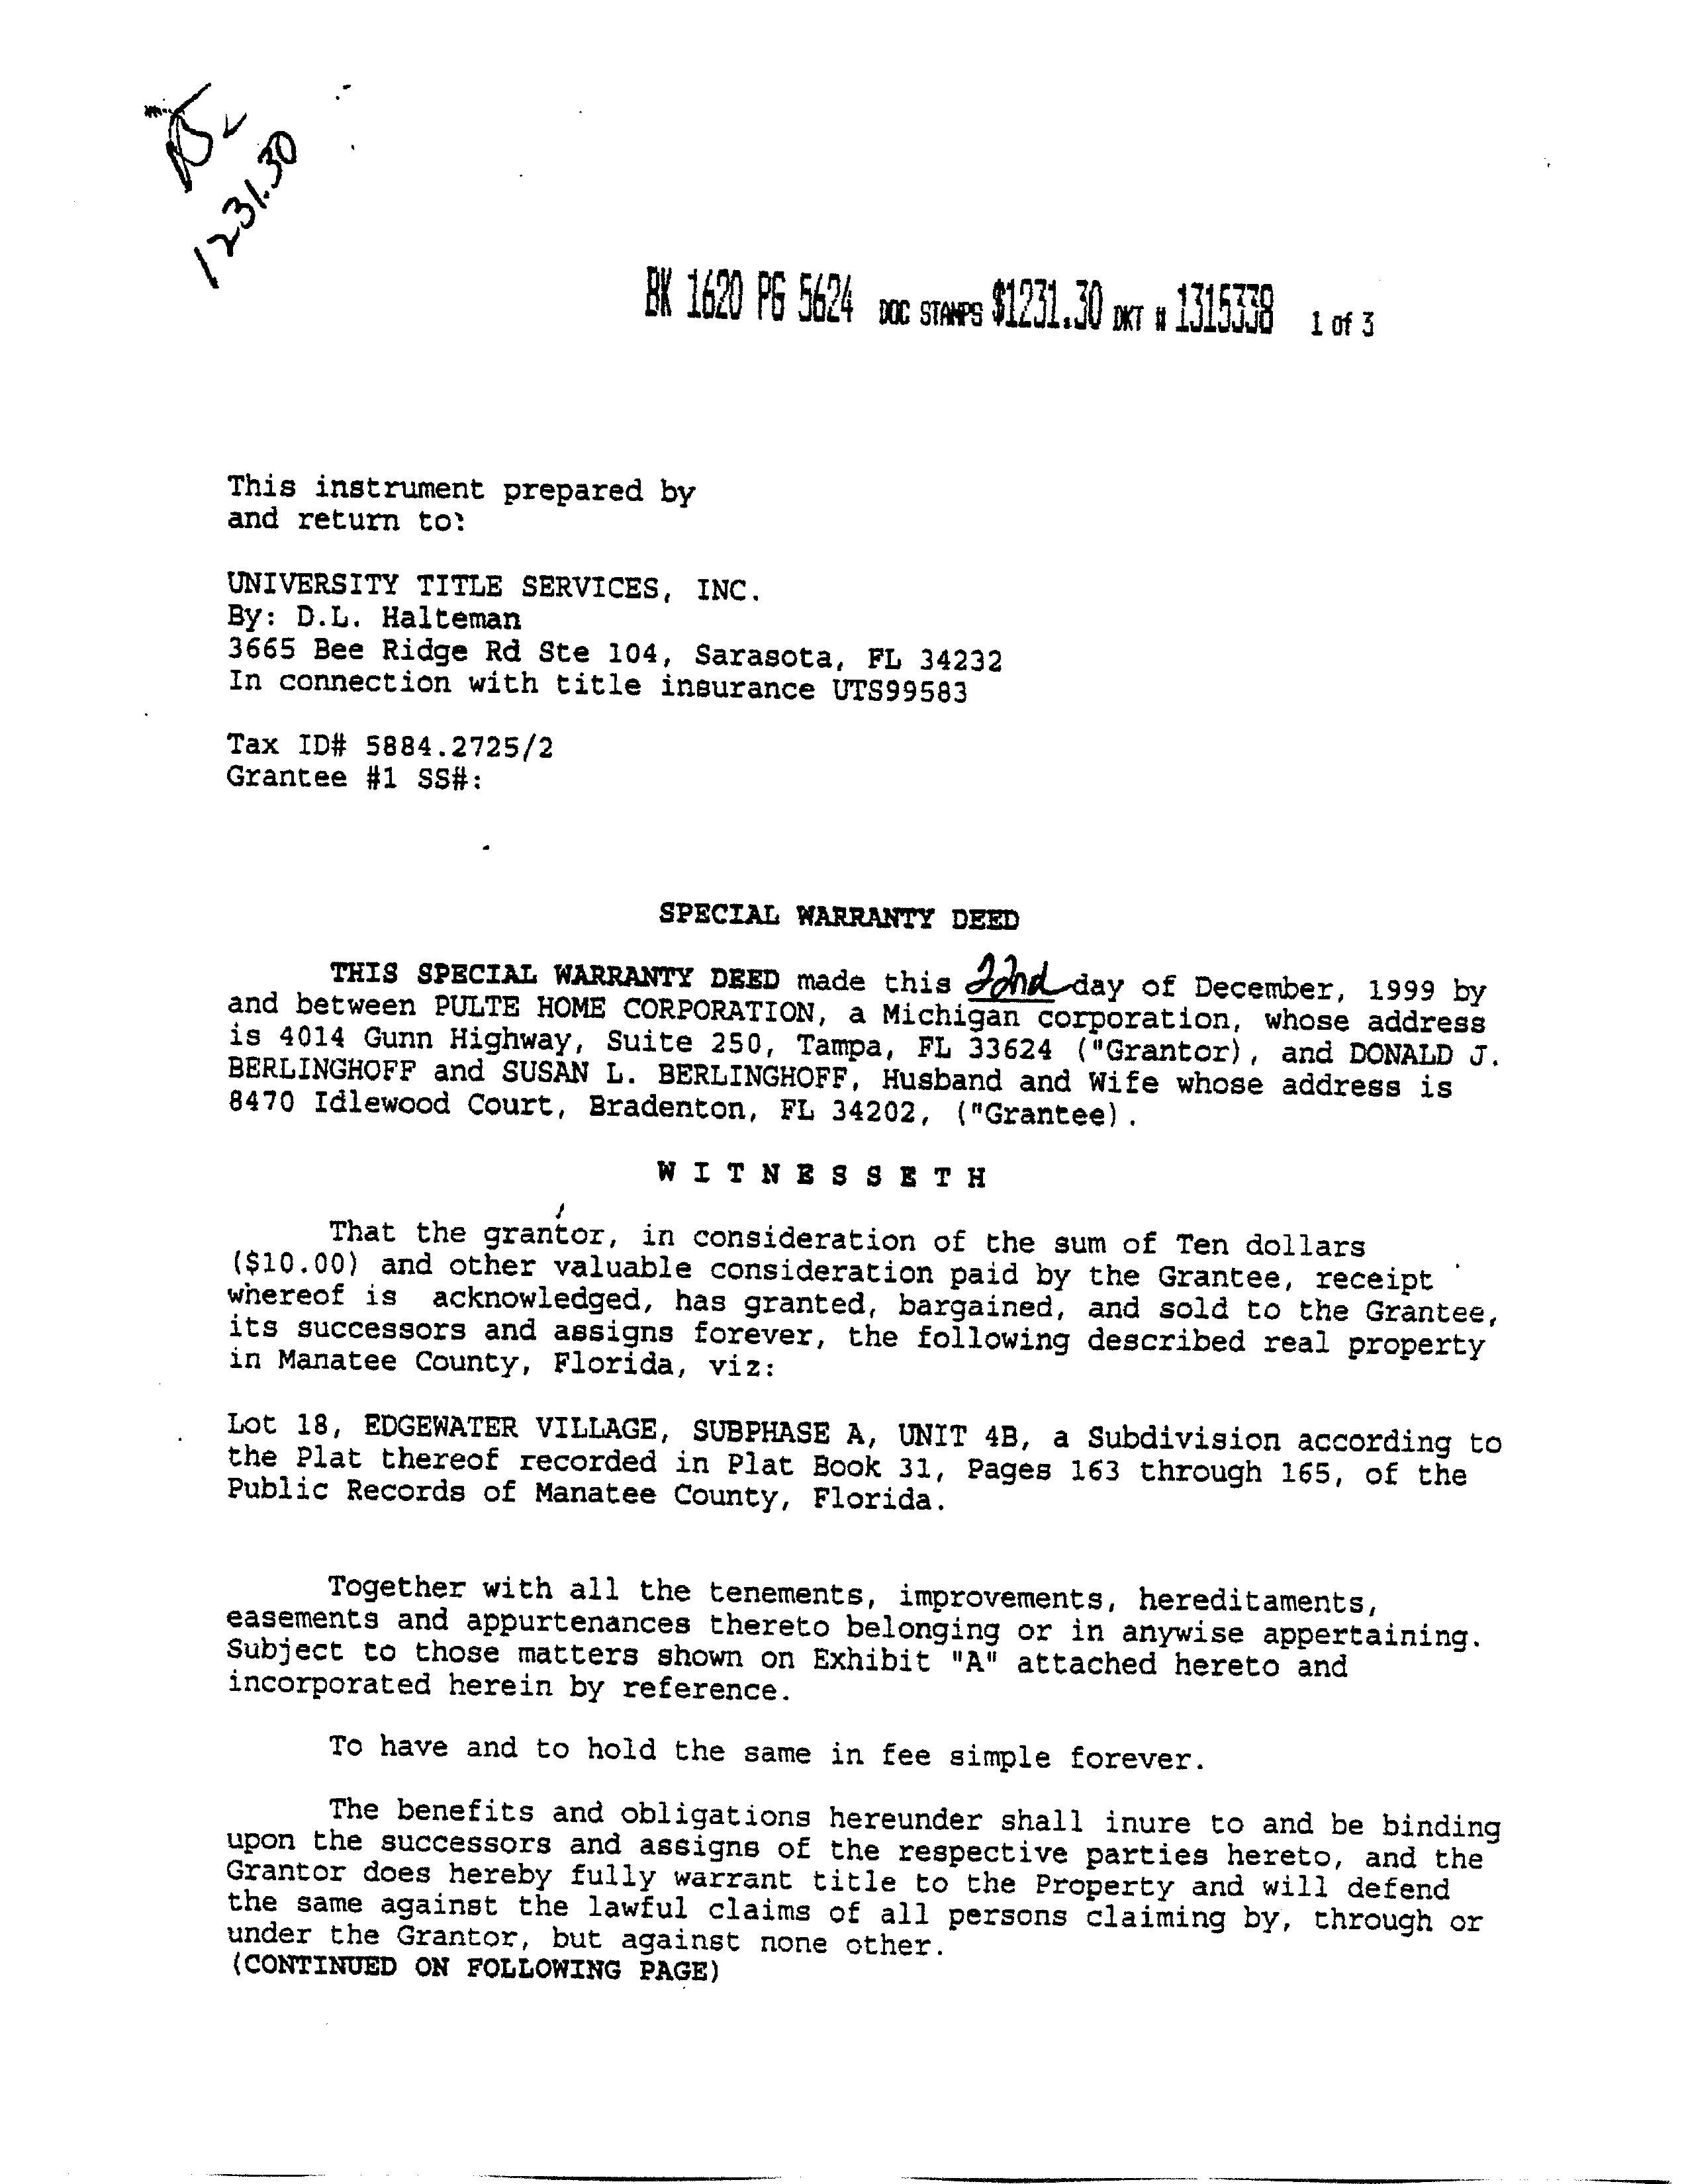 1231.30
BK 1620 PG 5624 DOC STAMPS $1231.30 DKT # 1315338 1 of 3
This instrument prepared by
and return to:
UNIVERSITY TITLE SERVICES, INC.
By: D.L. Halteman
3665 Bee Ridge Rd Ste 104, Sarasota, FL 34232
In connection with title insurance UTS99583
Tax ID# 5884.2725/2
Grantee #1 SS#:
SPECIAL WARRANTY DEED
THIS SPECIAL WARRANTY DEED made this 22nd day of December, 1999 by
and between PULTE HOME CORPORATION, a Michigan corporation, whose address
is 4014 Gunn Highway, Suite 250, Tampa, FL 33624 ("Grantor), and DONALD J.
BERLINGHOFF and SUSAN L. BERLINGHOFF, Husband and Wife whose address is
8470 Idlewood Court, Bradenton, FL 34202, ("Grantee).
W I T N E S S E T H
That the grantor, in consideration of the sum of Ten dollars
($10.00) and other valuable consideration paid by the Grantee, receipt
whereof is acknowledged, has granted, bargained, and sold to the Grantee,
its successors and assigns forever, the following described real property
in Manatee County, Florida, viz:
Lot 18, EDGEWATER VILLAGE, SUBPHASE A, UNIT 4B, a Subdivision according to
the Plat thereof recorded in Plat Book 31, Pages 163 through 165, of the
Public Records of Manatee County, Florida.
Together with all the tenements, improvements, hereditaments,
easements and appurtenances thereto belonging or in anywise appertaining.
Subject to those matters shown on Exhibit "A" attached hereto and
incorporated herein by reference.
To have and to hold the same in fee simple forever.
The benefits and obligations hereunder shall inure to and be binding
upon the successors and assigns of the respective parties hereto, and the
Grantor does hereby fully warrant title to the Property and will defend
the same against the lawful claims of all persons claiming by, through or
under the Grantor, but against none other.
(CONTINUED ON FOLLOWING PAGE)